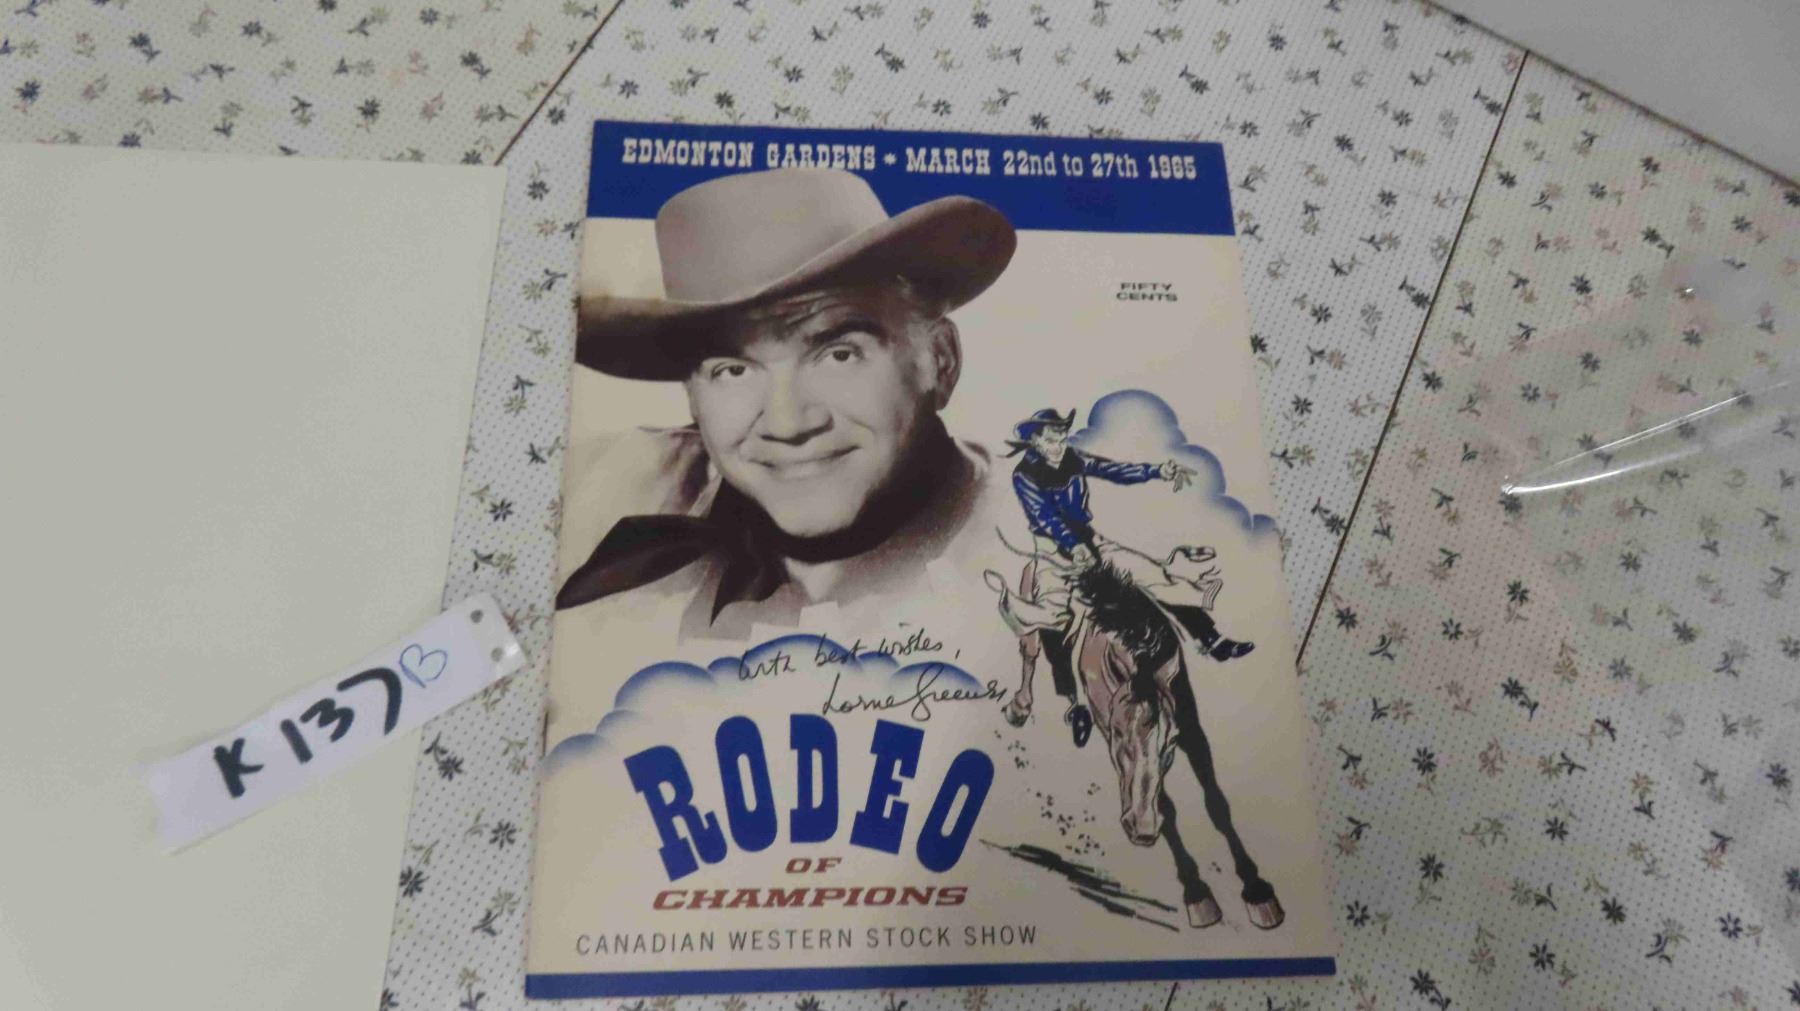 EDMONTON GARDENS * MARCH 22nd to 27th 1965
FIFTY
CENTS
With best wishes,
Lorne Greene
RODEO
OF
CHAMPIONS
CANADIAN WESTERN STOCK SHOW
K 137 B